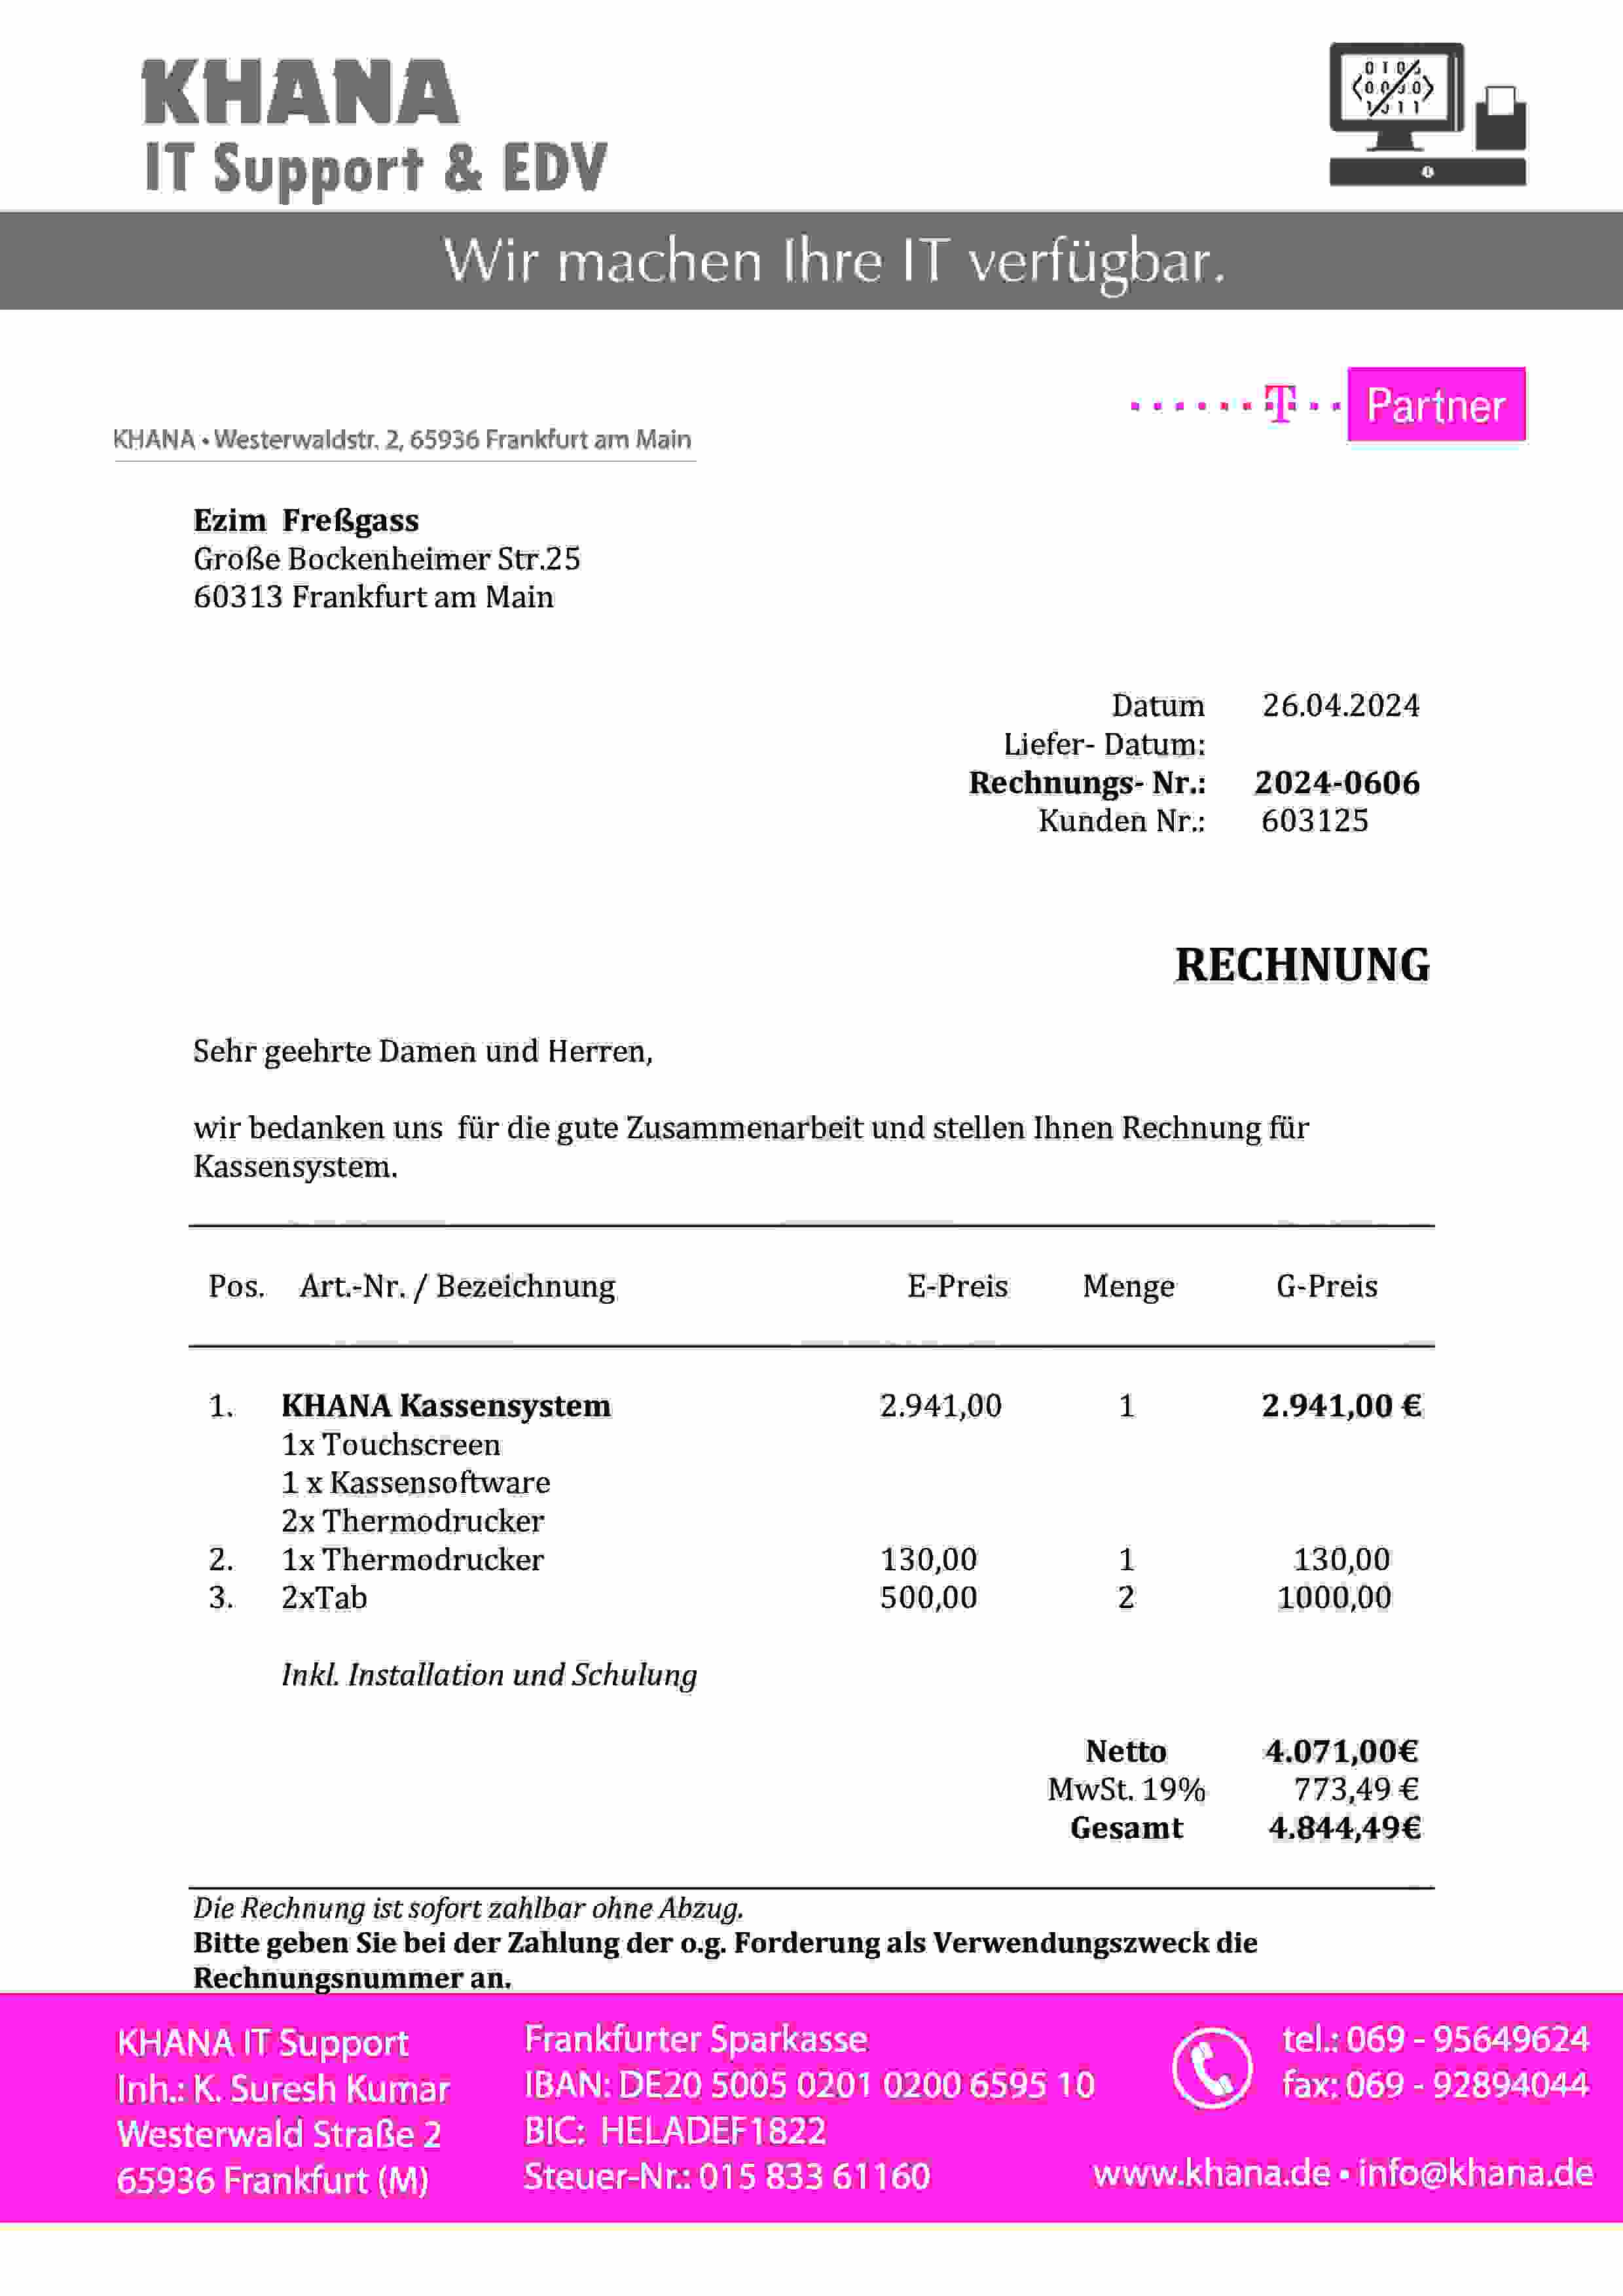 KHANA
IT Support & EDV
Wir machen Ihre IT verfügbar.
T Partner
KHANA • Westerwaldstr. 2, 65936 Frankfurt am Main
Ezim Freßgass
Große Bockenheimer Str.25
60313 Frankfurt am Main
Datum 26.04.2024
Liefer- Datum:
Rechnungs- Nr.: 2024-0606
Kunden Nr.: 603125
RECHNUNG
Sehr geehrte Damen und Herren,
wir bedanken uns für die gute Zusammenarbeit und stellen Ihnen Rechnung für
Kassensystem.
Pos. Art.-Nr. / Bezeichnung E-Preis Menge G-Preis
1. KHANA Kassensystem 2.941,00 1 2.941,00 €
1x Touchscreen
1 x Kassensoftware
2x Thermodrucker
2. 1x Thermodrucker 130,00 1 130,00
3. 2xTab 500,00 2 1000,00
Inkl. Installation und Schulung
Netto 4.071,00€
MwSt. 19% 773,49 €
Gesamt 4.844,49€
Die Rechnung ist sofort zahlbar ohne Abzug.
Bitte geben Sie bei der Zahlung der o.g. Forderung als Verwendungszweck die
Rechnungsnummer an.
KHANA IT Support
Inh.: K. Suresh Kumar
Westerwald Straße 2
65936 Frankfurt (M)
Frankfurter Sparkasse
IBAN: DE20 5005 0201 0200 6595 10
BIC: HELADEF1822
Steuer-Nr.: 015 833 61160
tel.: 069 - 95649624
fax: 069 - 92894044
www.khana.de • info@khana.de